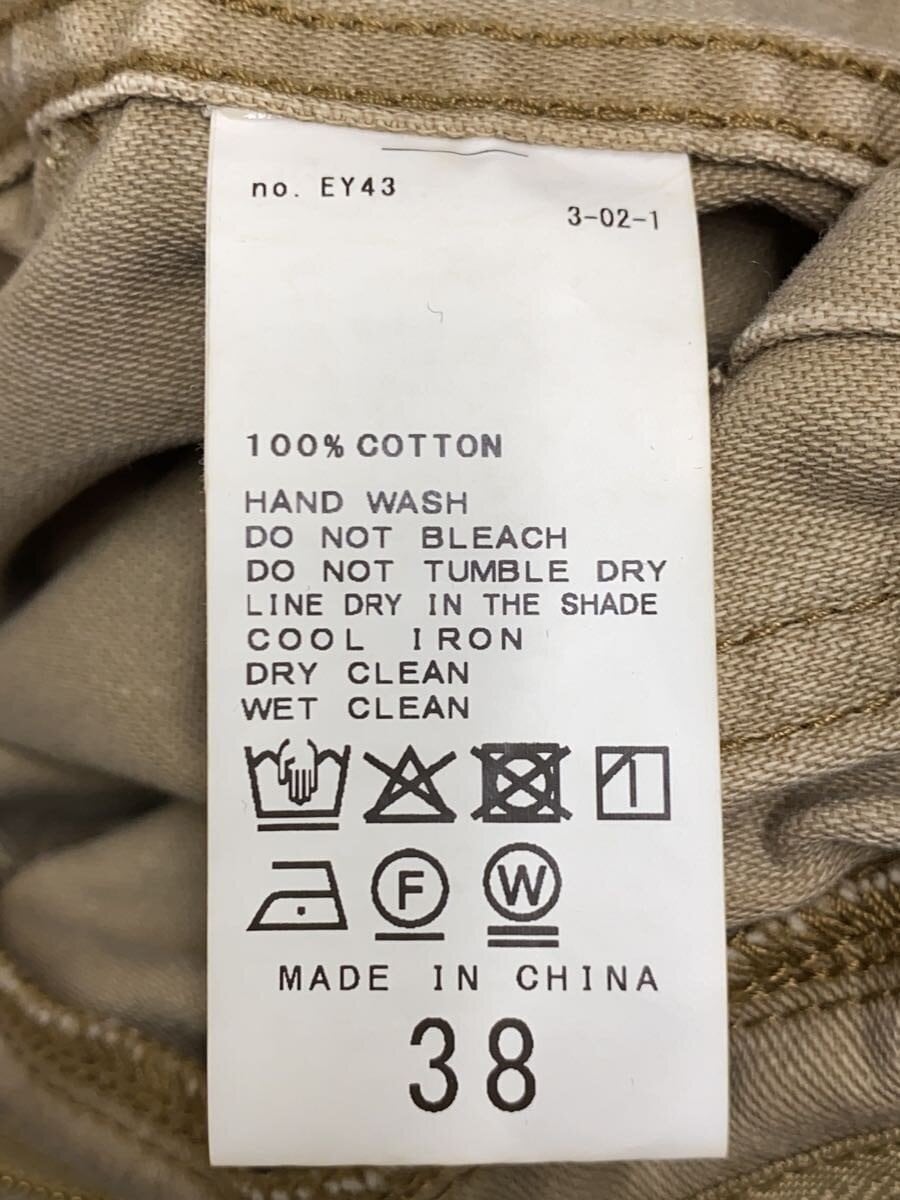 no. EY43
3-02-1
100% COTTON
HAND WASH
DO NOT BLEACH
DO NOT TUMBLE DRY
LINE DRY IN THE SHADE
COOL IRON
DRY CLEAN
WET CLEAN
F W
MADE IN CHINA
38